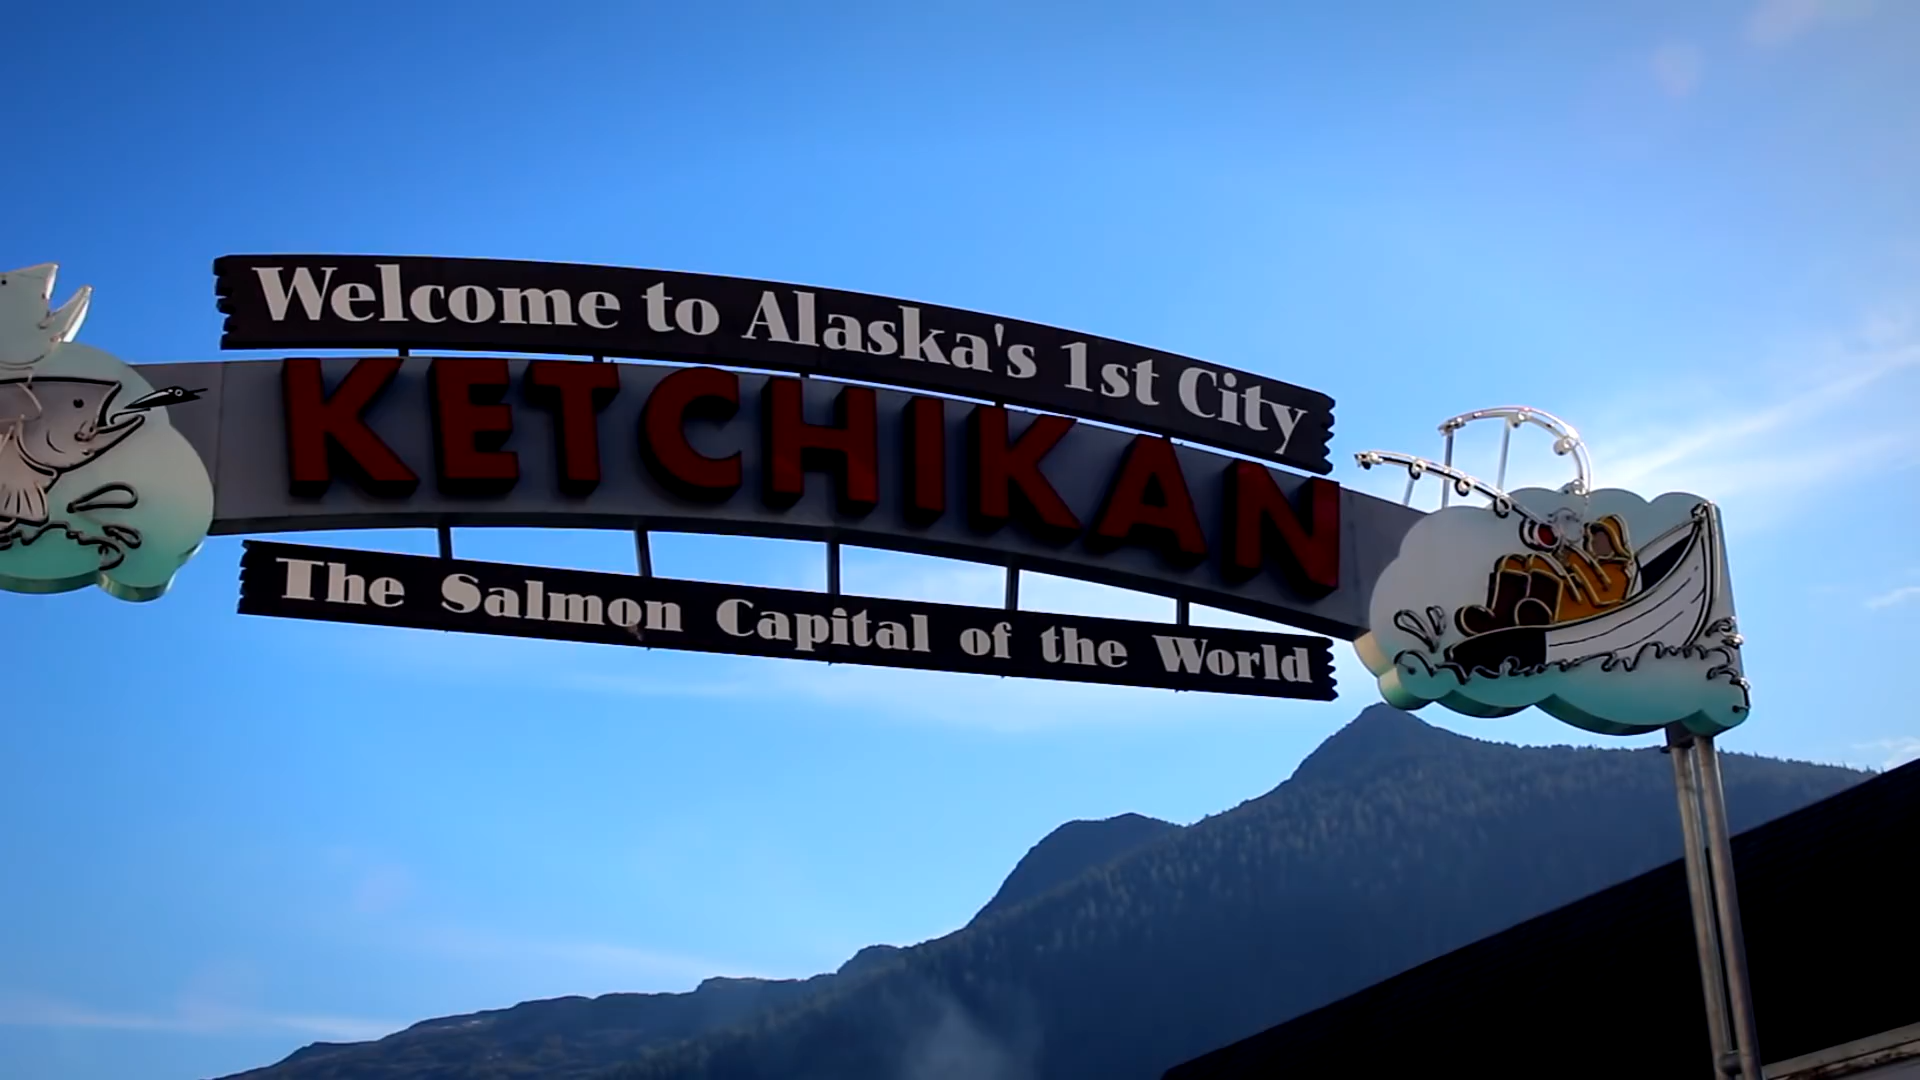 Welcome to Alaska's 1st City
KETCHIKAN
The Salmon Capital of the World